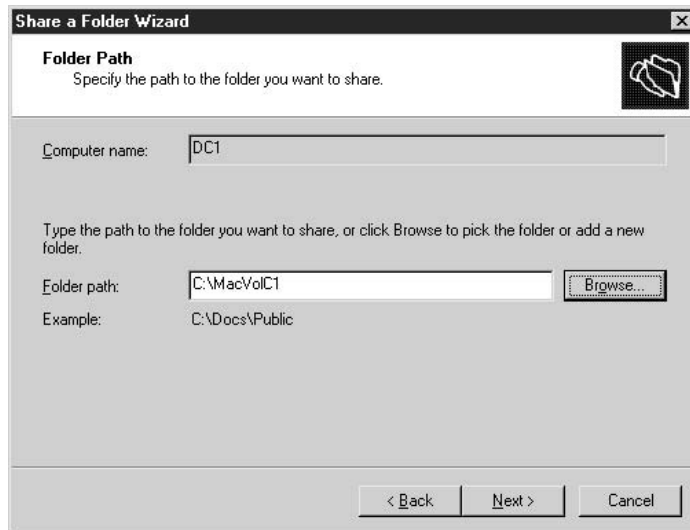 Share a Folder Wizard
Folder Path
Specify the path to the folder you want to share.
Computer name:
DC1
Type the path to the folder you want to share, or click Browse to pick the folder or add a new
folder.
Folder path:
C:\MacVolC1
Browse...
Example:
C:\Docs\Public
< Back
Next >
Cancel